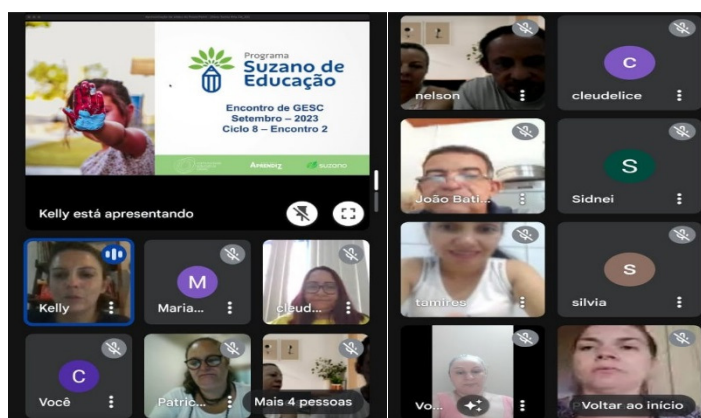 Programa
Suzano de
Educação
Encontro de GESC
Setembro – 2023
Ciclo 8 – Encontro 2
suzano
Kelly está apresentando
Kelly
Maria...
M
cleud...
Você
C
Patríc...
Mais 4 pessoas
nelson
C
cleudelice
João Bati...
S
Sidnei
tamires
s
silvia
Vo...
Voltar ao início